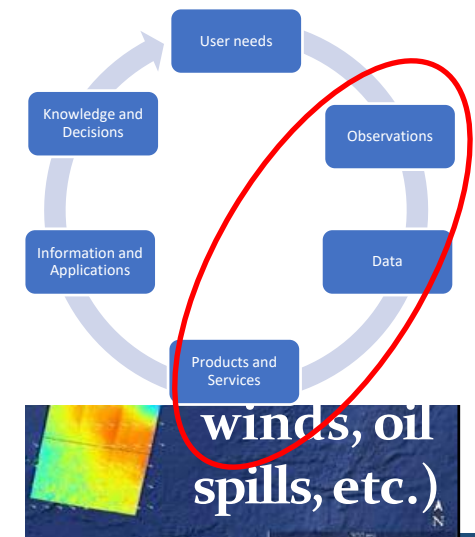 User needs
Observations
Data
Products and
Services
Information and
Applications
Knowledge and
Decisions
winds, oil
spills, etc.)
N